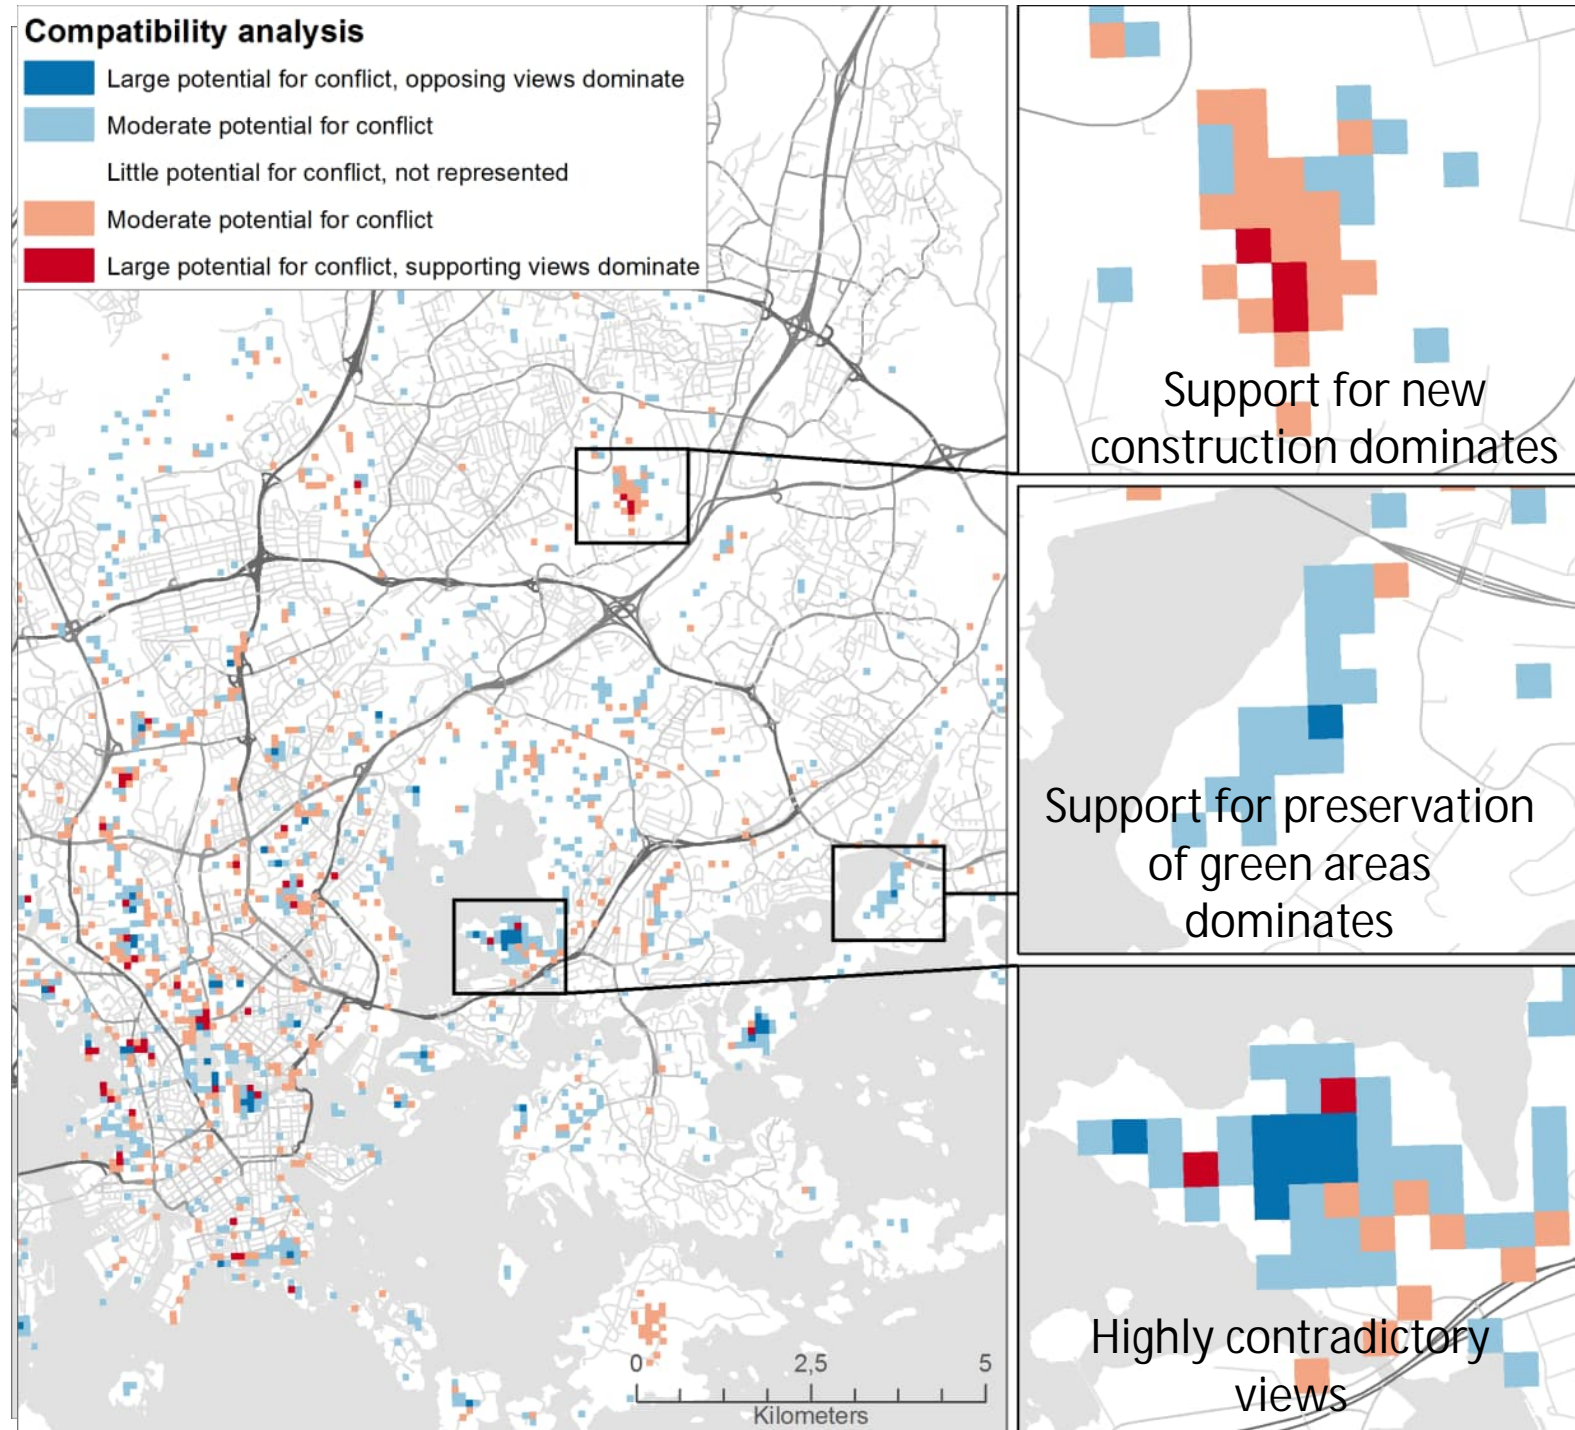 Compatibility analysis
Large potential for conflict, opposing views dominate
Moderate potential for conflict
Little potential for conflict, not represented
Moderate potential for conflict
Large potential for conflict, supporting views dominate
Support for new
construction dominates
Support for preservation
of green areas
dominates
Highly contradictory
views
0 2,5 5
Kilometers